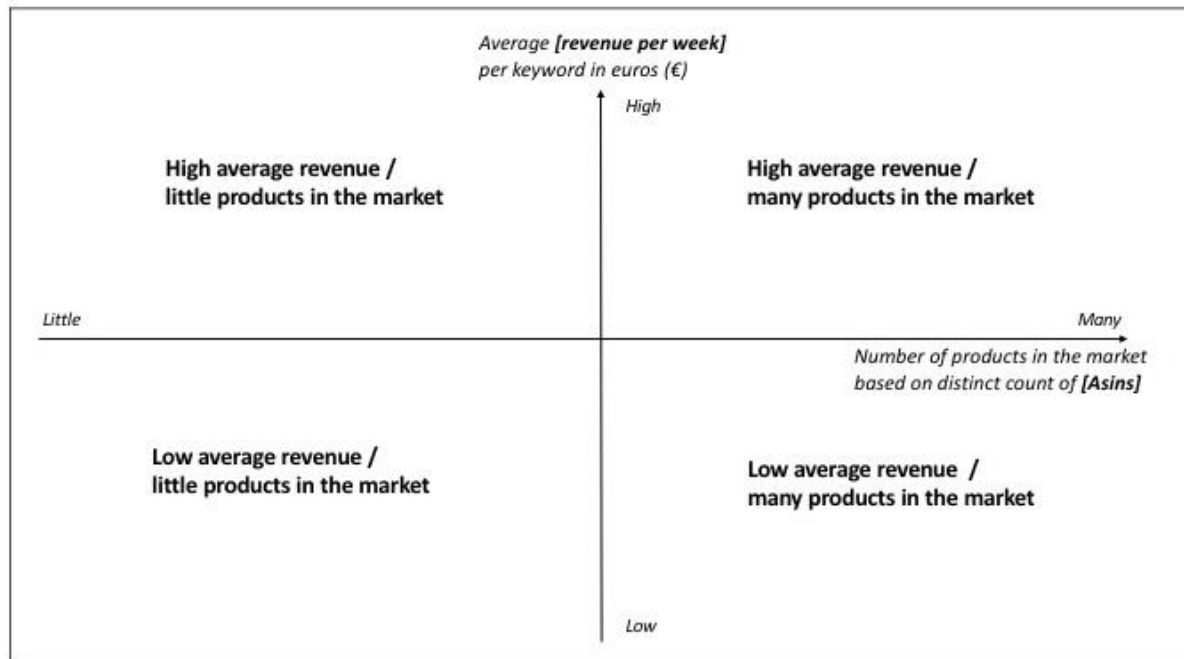 Average [revenue per week]
per keyword in euros (€)
High
High average revenue /
little products in the market
High average revenue /
many products in the market
Little
Many
Number of products in the market
based on distinct count of [Asins]
Low average revenue /
little products in the market
Low average revenue  /
many products in the market
Low